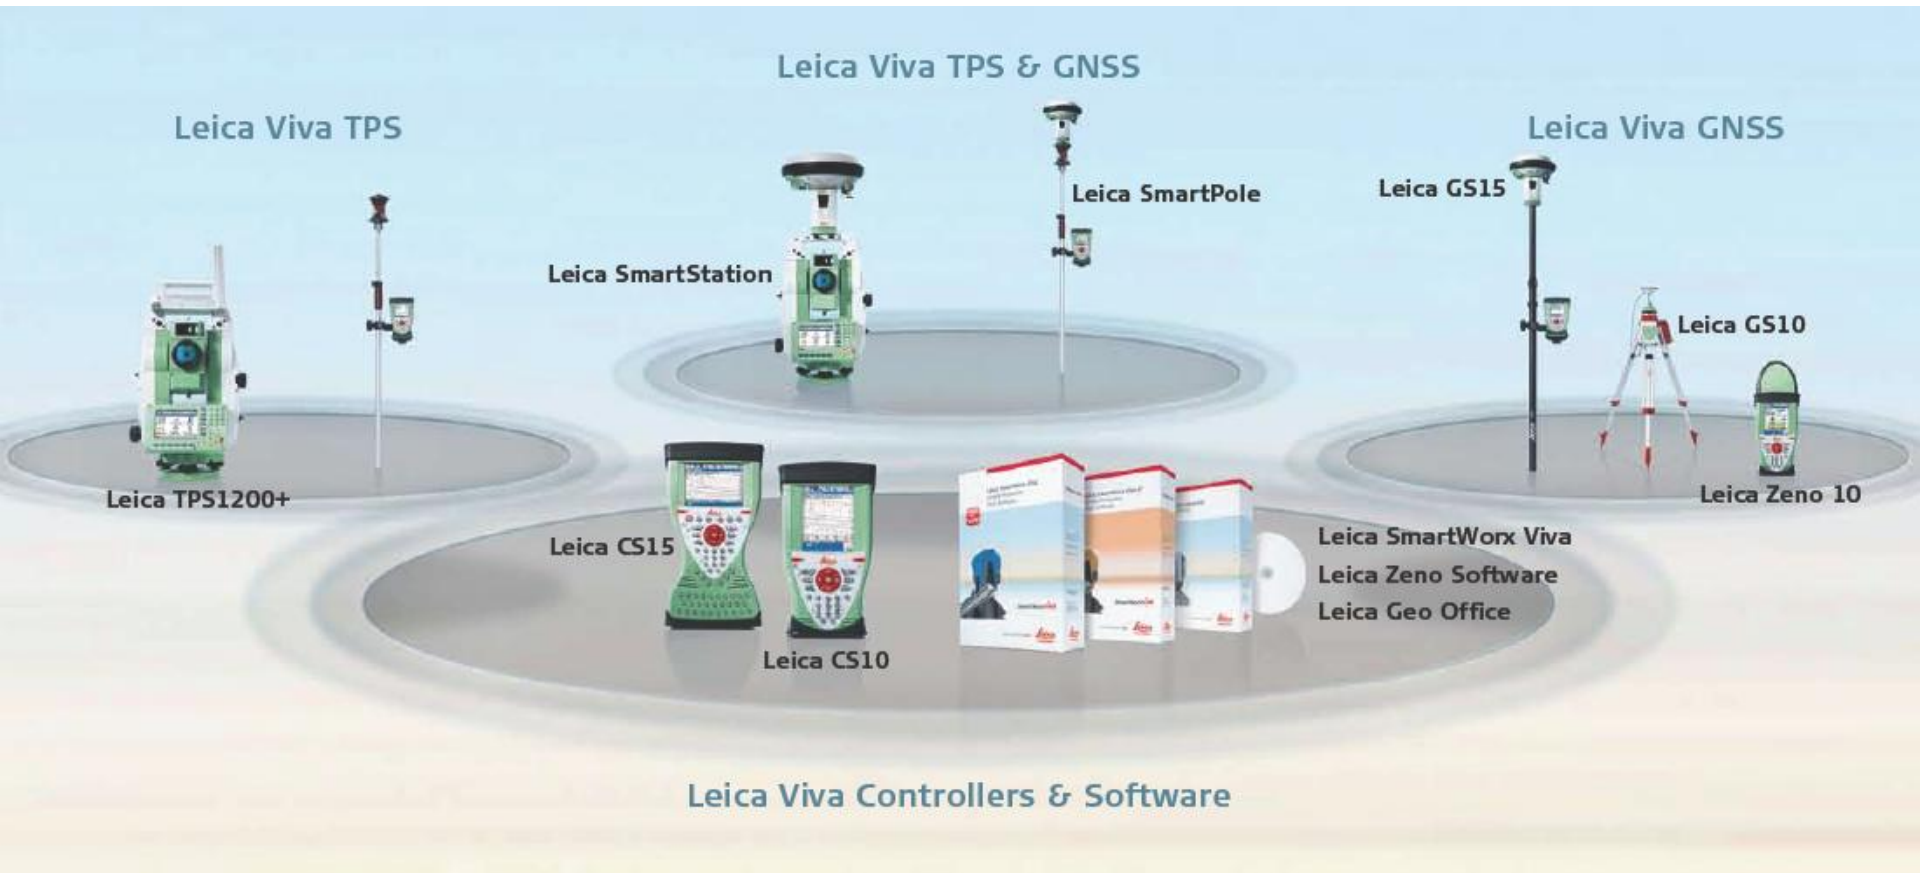 Leica Viva TPS & GNSS
Leica Viva TPS
Leica Viva GNSS
Leica SmartPole
Leica GS15
Leica SmartStation
Leica GS10
Leica TPS1200+
Leica Zeno 10
Leica CS15
Leica SmartWorx Viva
Leica Zeno Software
Leica Geo Office
Leica CS10
Leica Viva Controllers & Software